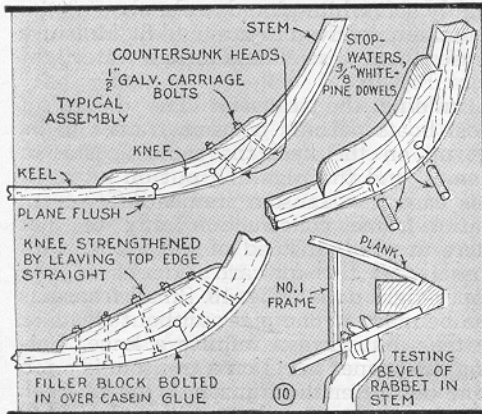 STEM
COUNTERSUNK HEADS
1/2" GALV. CARRIAGE
BOLTS
TYPICAL
ASSEMBLY
KNEE
KEEL
PLANE FLUSH
STOP-
WATERS,
3/8" WHITE-
PINE DOWELS
KNEE STRENGTHENED
BY LEAVING TOP EDGE
STRAIGHT
FILLER BLOCK BOLTED
IN OVER CASEIN GLUE
10
PLANK
NO.1
FRAME
TESTING
BEVEL OF
RABBET IN
STEM